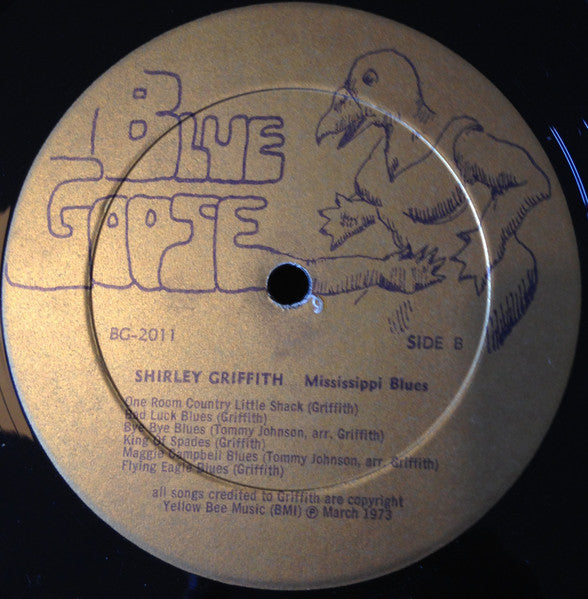 BLUE
GOOSE
BG-2011
SIDE B
SHIRLEY GRIFFITH Mississippi Blues
One Room Country Little Shack (Griffith)
Bad Luck Blues (Griffith)
Bye Bye Blues (Tommy Johnson, arr. Griffith)
King Of Spades (Griffith)
Maggie Campbell Blues (Tommy Johnson, arr. Griffith)
Flying Eagle Blues (Griffith)
all songs credited to Griffith are copyright
Yellow Bee Music (BMI) ℗ March 1973